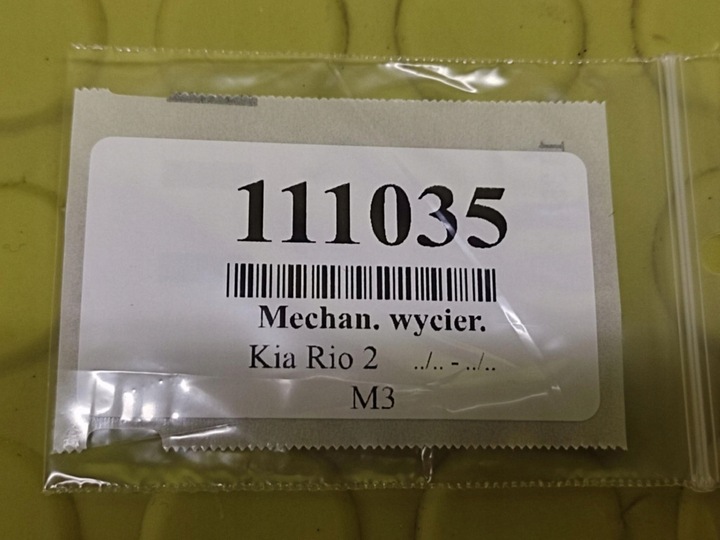 111035
Mechan. wycier.
Kia Rio 2 ../.. - ../..
M3